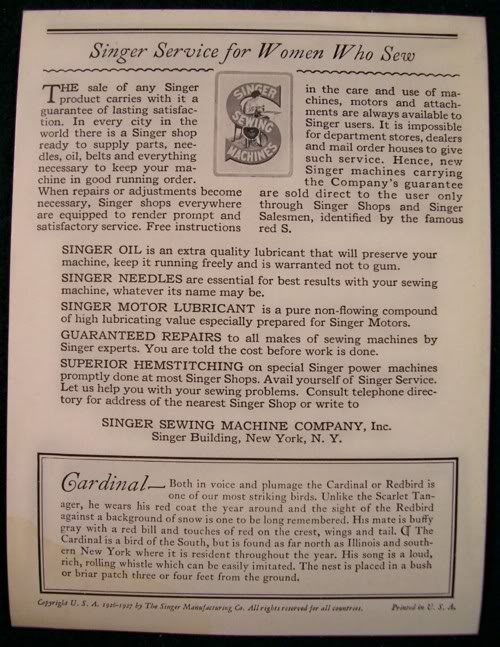 Singer Service for Women Who Sew
THE sale of any Singer
product carries with it a
guarantee of lasting satisfac-
tion. In every city in the
world there is a Singer shop
ready to supply parts, nee-
dles, oil, belts and everything
necessary to keep your ma-
chine in good running order.
When repairs or adjustments become
necessary, Singer shops everywhere
are equipped to render prompt and
satisfactory service. Free instructions
SINGER
SEWING
MACHINES
in the care and use of ma-
chines, motors and attach-
ments are always available to
Singer users. It is impossible
for department stores, dealers
and mail order houses to give
such service. Hence, new
Singer machines carrying
the Company's guarantee
are sold direct to the user only
through Singer Shops and Singer
Salesmen, identified by the famous
red S.
SINGER OIL is an extra quality lubricant that will preserve your
machine, keep it running freely and is warranted not to gum.
SINGER NEEDLES are essential for best results with your sewing
machine, whatever its name may be.
SINGER MOTOR LUBRICANT is a pure non-flowing compound
of high lubricating value especially prepared for Singer Motors.
GUARANTEED REPAIRS to all makes of sewing machines by
Singer experts. You are told the cost before work is done.
SUPERIOR HEMSTITCHING on special Singer power machines
promptly done at most Singer Shops. Avail yourself of Singer Service.
Let us help you with your sewing problems. Consult telephone direc-
tory for address of the nearest Singer Shop or write to
SINGER SEWING MACHINE COMPANY, Inc.
Singer Building, New York, N. Y.
Cardinal— Both in voice and plumage the Cardinal or Redbird is
one of our most striking birds. Unlike the Scarlet Tan-
ager, he wears his red coat the year around and the sight of the Redbird
against a background of snow is one to be long remembered. His mate is buffy
gray with a red bill and touches of red on the crest, wings and tail. ¶ The
Cardinal is a bird of the South, but is found as far north as Illinois and south-
ern New York where it is resident throughout the year. His song is a loud,
rich, rolling whistle which can be easily imitated. The nest is placed in a bush
or briar patch three or four feet from the ground.
Copyright U. S. A. 1926-1927 by The Singer Manufacturing Co. All rights reserved for all countries. Printed in U. S. A.